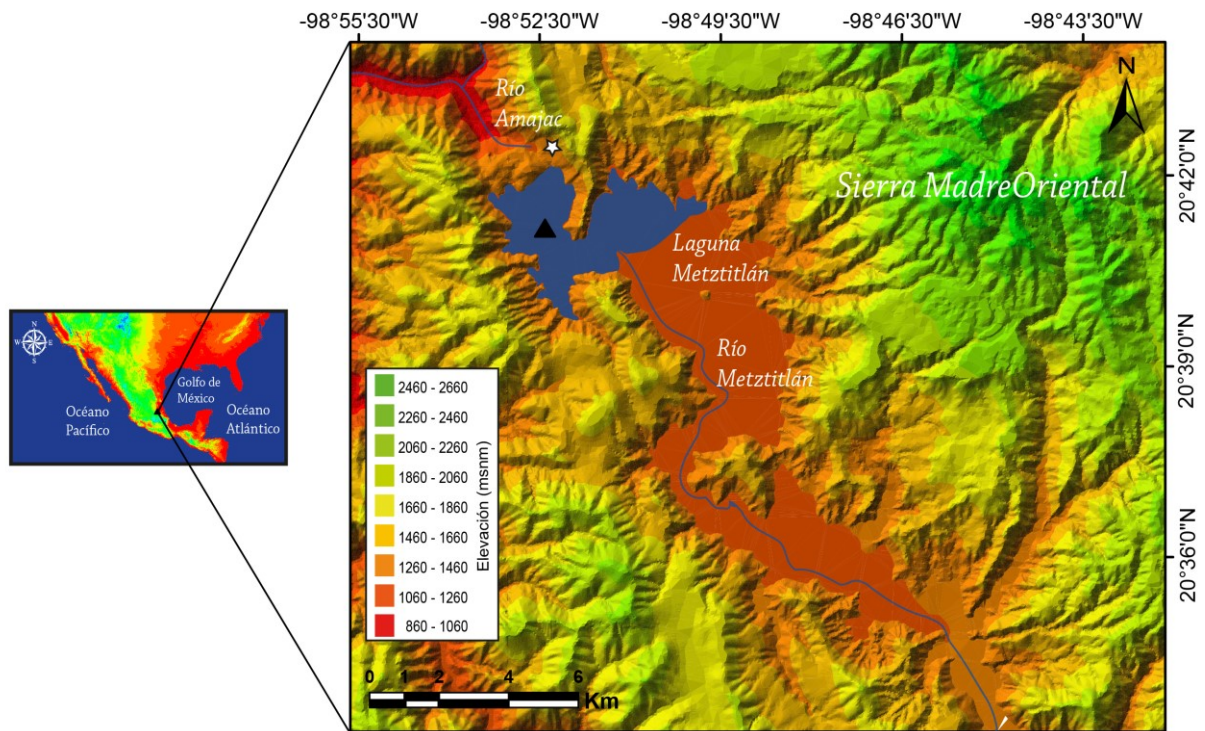 -98°55'30"W
-98°52'30"W
-98°49'30"W
-98°46'30"W
-98°43'30"W
N
Río
Amajac
20°42'0"N
Sierra MadreOriental
Laguna
Metztitlán
Río
Metztitlán
20°39'0"N
20°36'0"N
N
W
E
S
Golfo de
México
Océano
Pacífico
Océano
Atlántico
2460 - 2660
2260 - 2460
2060 - 2260
1860 - 2060
1660 - 1860
1460 - 1660
1260 - 1460
1060 - 1260
860 - 1060
Elevación (msnm)
0 1 2 4 6
Km